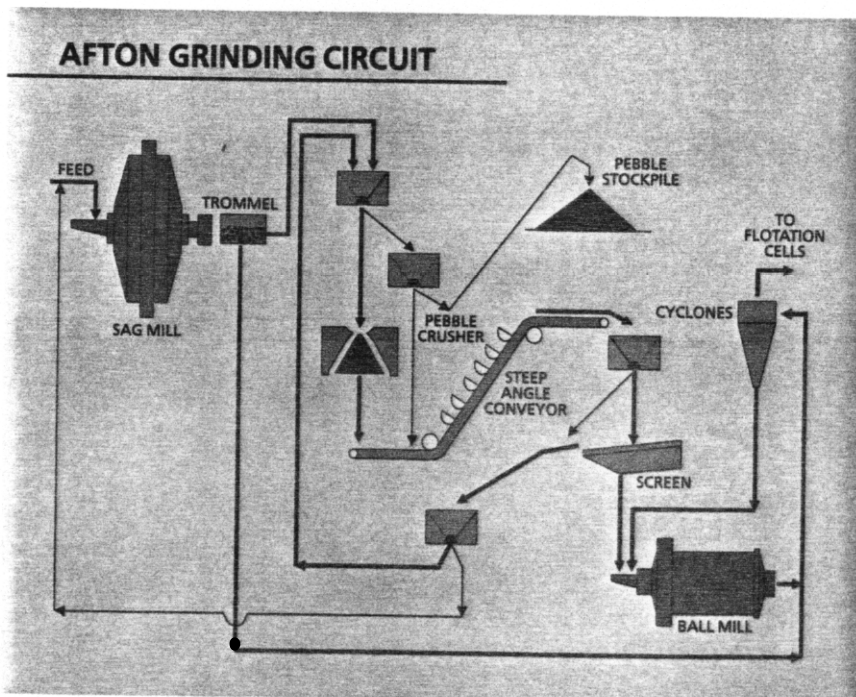 AFTON GRINDING CIRCUIT
FEED
TROMMEL
SAG MILL
PEBBLE
STOCKPILE
PEBBLE
CRUSHER
TO
FLOTATION
CELLS
CYCLONES
STEEP
ANGLE
CONVEYOR
SCREEN
BALL MILL